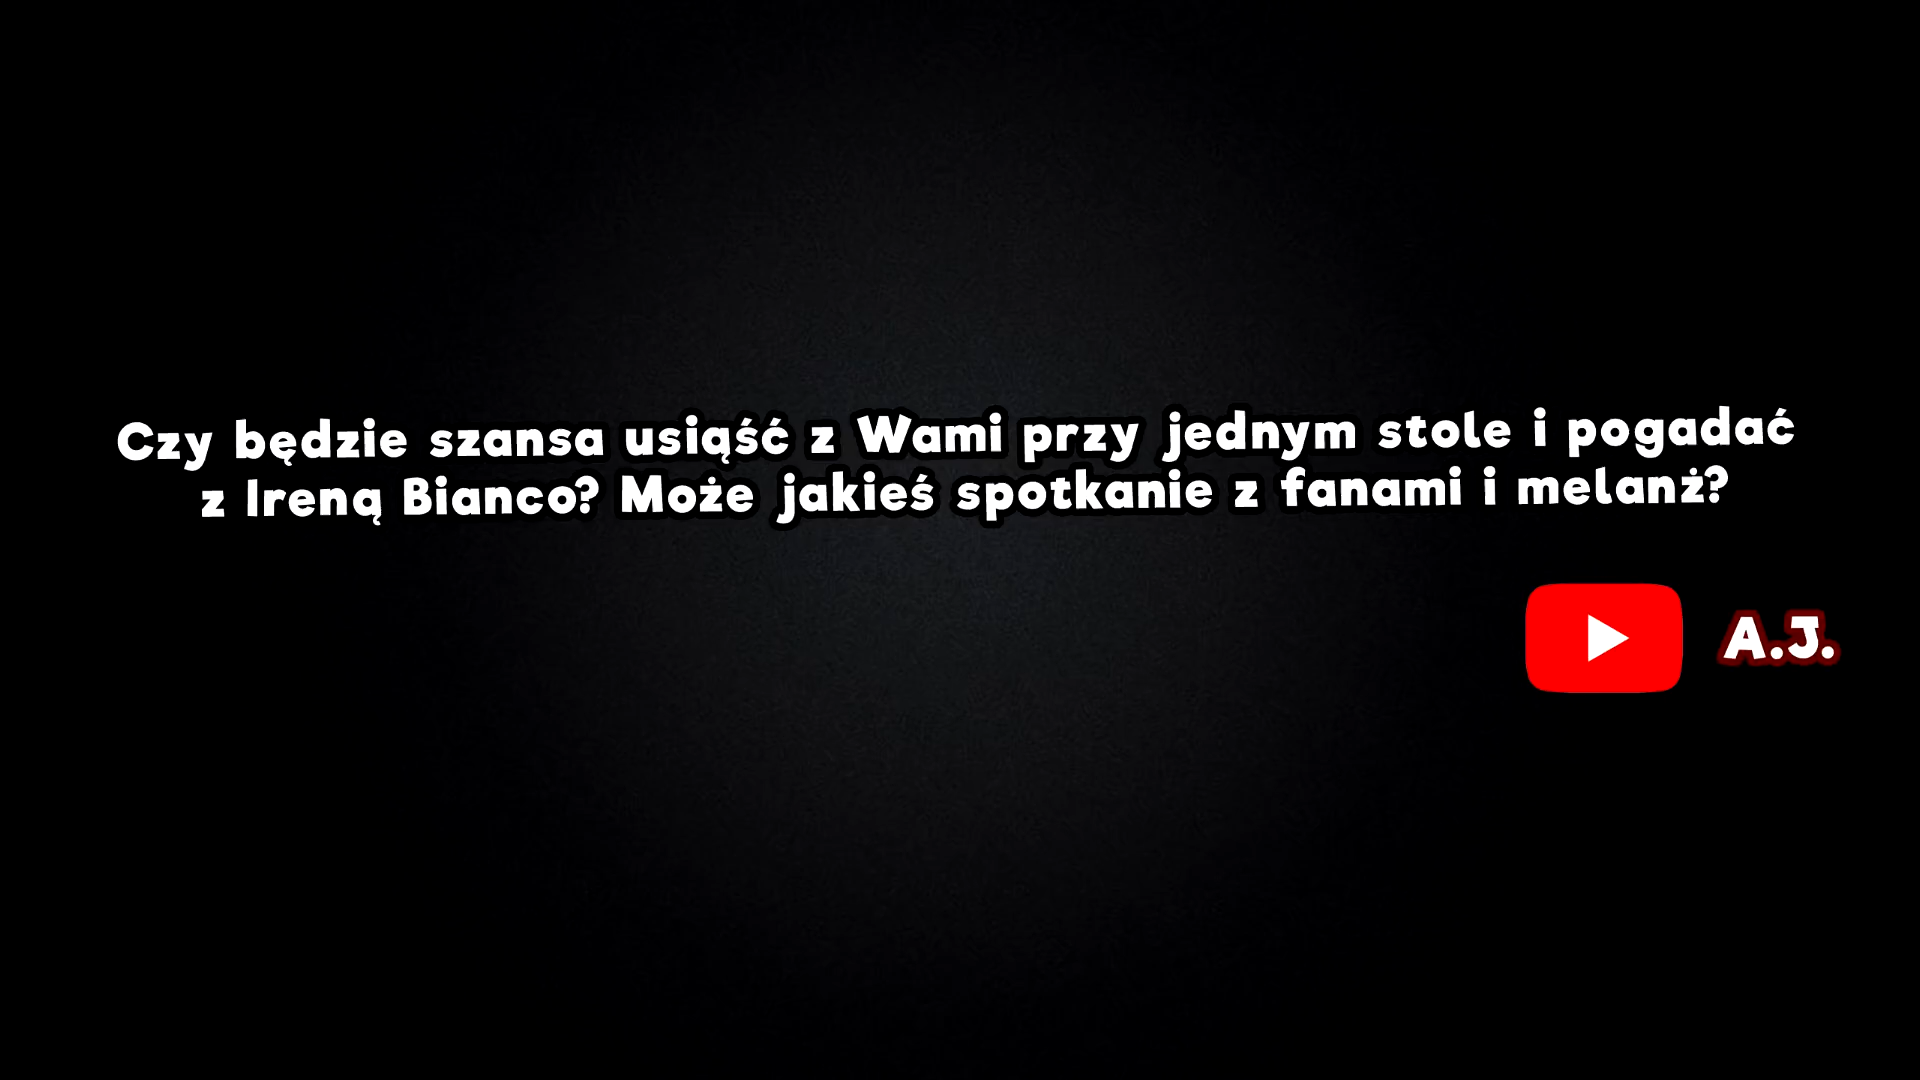 Czy będzie szansa usiąść z Wami przy jednym stole i pogadać
z Ireną Bianco? Może jakieś spotkanie z fanami i melanż?
A.J.